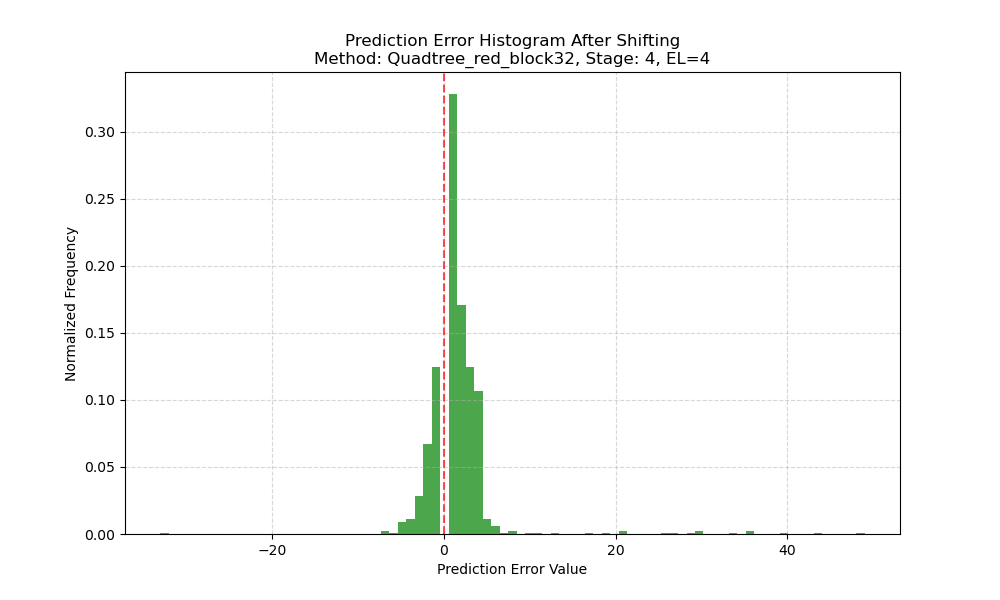 Prediction Error Histogram After Shifting
Method: Quadtree_red_block32, Stage: 4, EL=4
Normalized Frequency
0.30
0.25
0.20
0.15
0.10
0.05
0.00
−20
0
20
40
Prediction Error Value